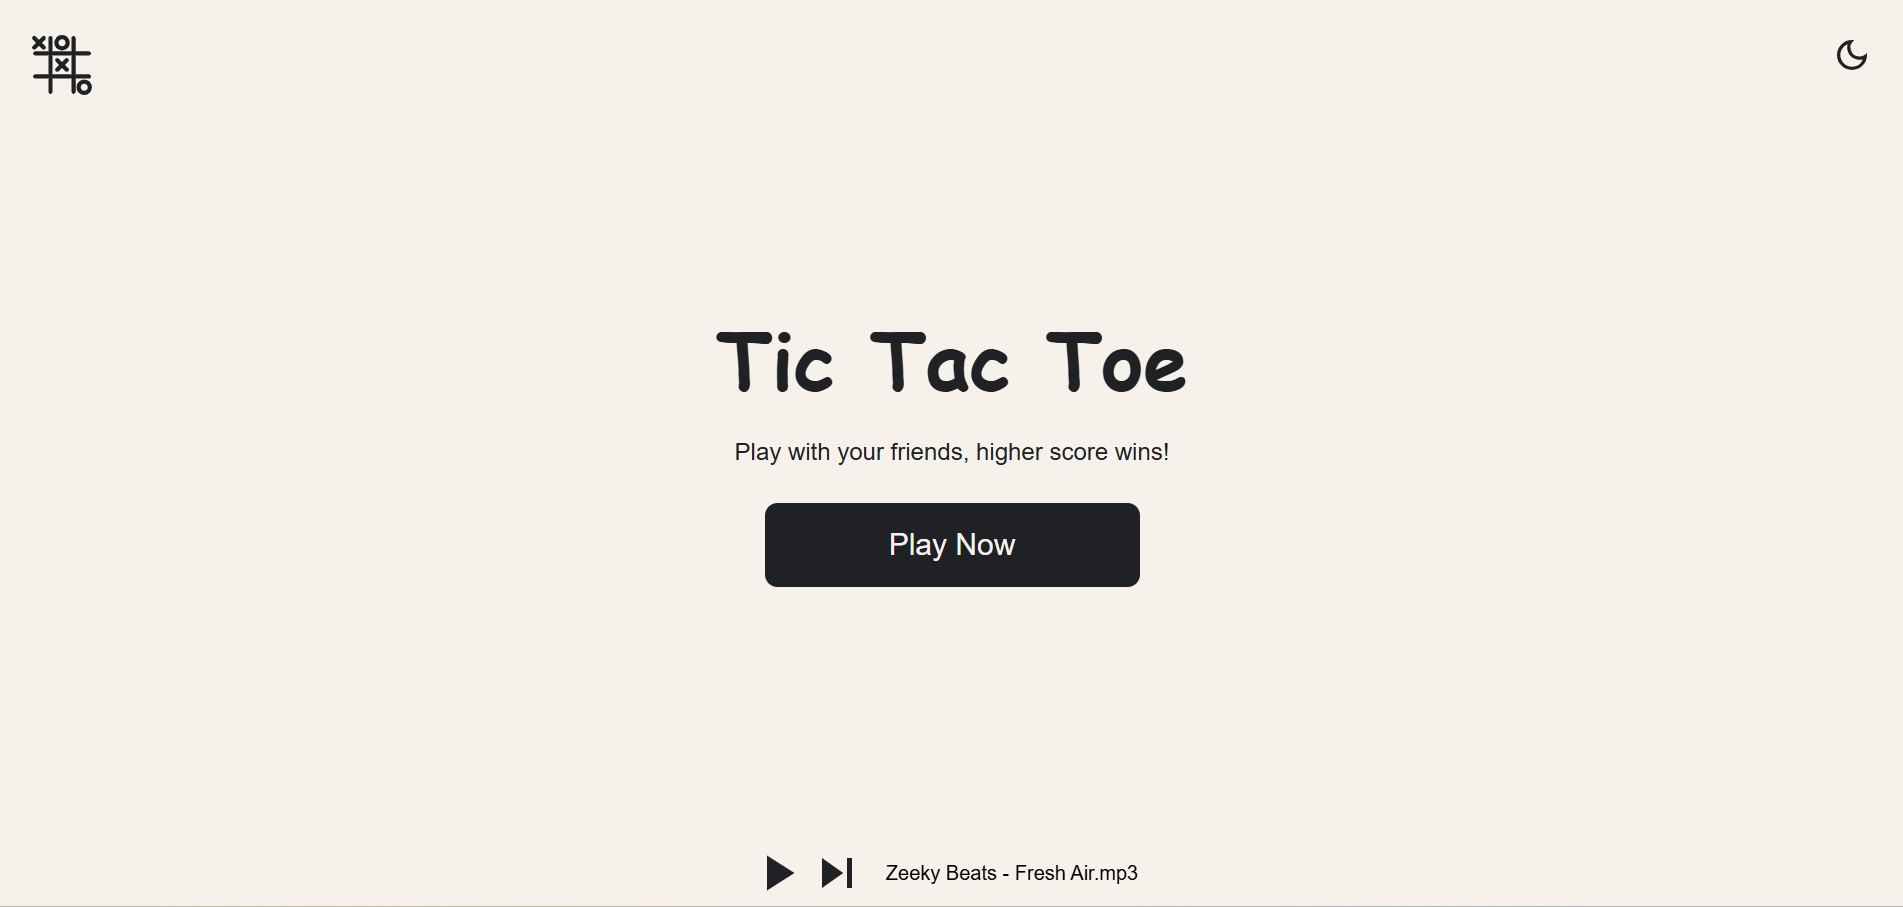 Tic Tac Toe
Play with your friends, higher score wins!
Play Now
Zeeky Beats - Fresh Air.mp3